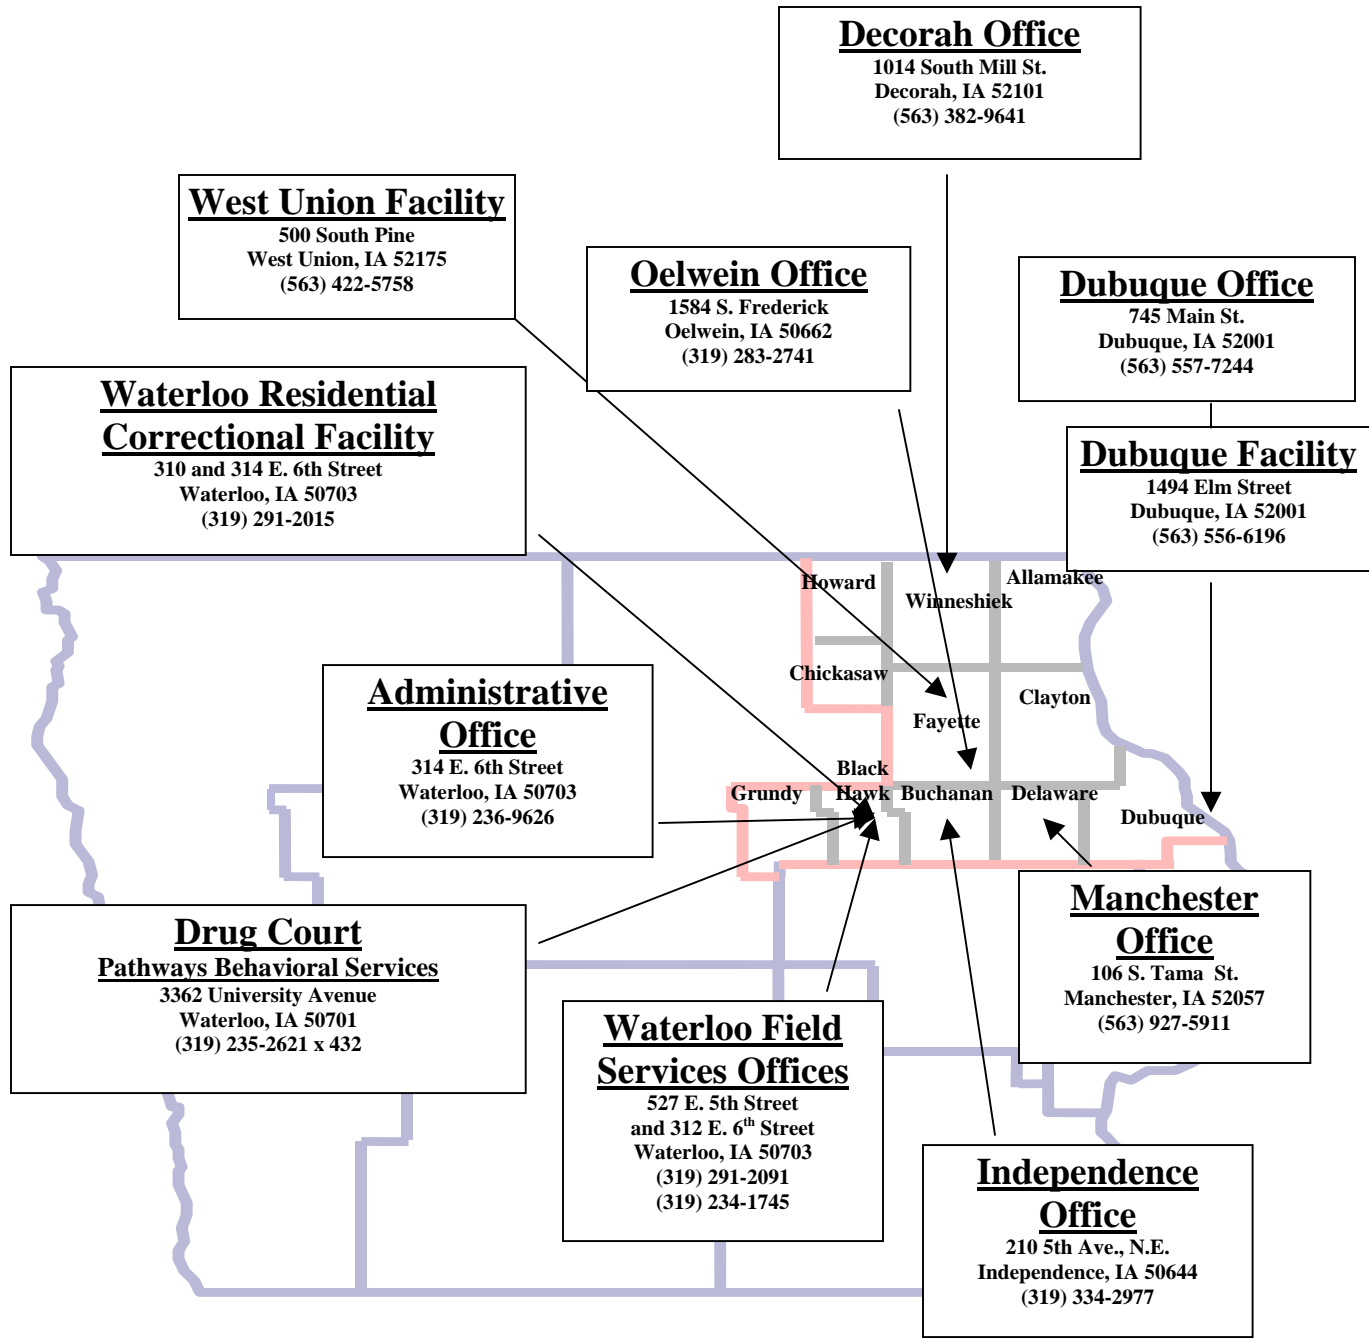 Decorah Office
1014 South Mill St.
Decorah, IA 52101
(563) 382-9641
West Union Facility
500 South Pine
West Union, IA 52175
(563) 422-5758
Oelwein Office
1584 S. Frederick
Oelwein, IA 50662
(319) 283-2741
Dubuque Office
745 Main St.
Dubuque, IA 52001
(563) 557-7244
Waterloo Residential
Correctional Facility
310 and 314 E. 6th Street
Waterloo, IA 50703
(319) 291-2015
Dubuque Facility
1494 Elm Street
Dubuque, IA 52001
(563) 556-6196
Howard
Winneshiek
Allamakee
Chickasaw
Fayette
Clayton
Black
Hawk
Grundy
Buchanan
Delaware
Dubuque
Administrative
Office
314 E. 6th Street
Waterloo, IA 50703
(319) 236-9626
Drug Court
Pathways Behavioral Services
3362 University Avenue
Waterloo, IA 50701
(319) 235-2621 x 432
Manchester
Office
106 S. Tama  St.
Manchester, IA 52057
(563) 927-5911
Waterloo Field
Services Offices
527 E. 5th Street
and 312 E. 6th Street
Waterloo, IA 50703
(319) 291-2091
(319) 234-1745
Independence
Office
210 5th Ave., N.E.
Independence, IA 50644
(319) 334-2977